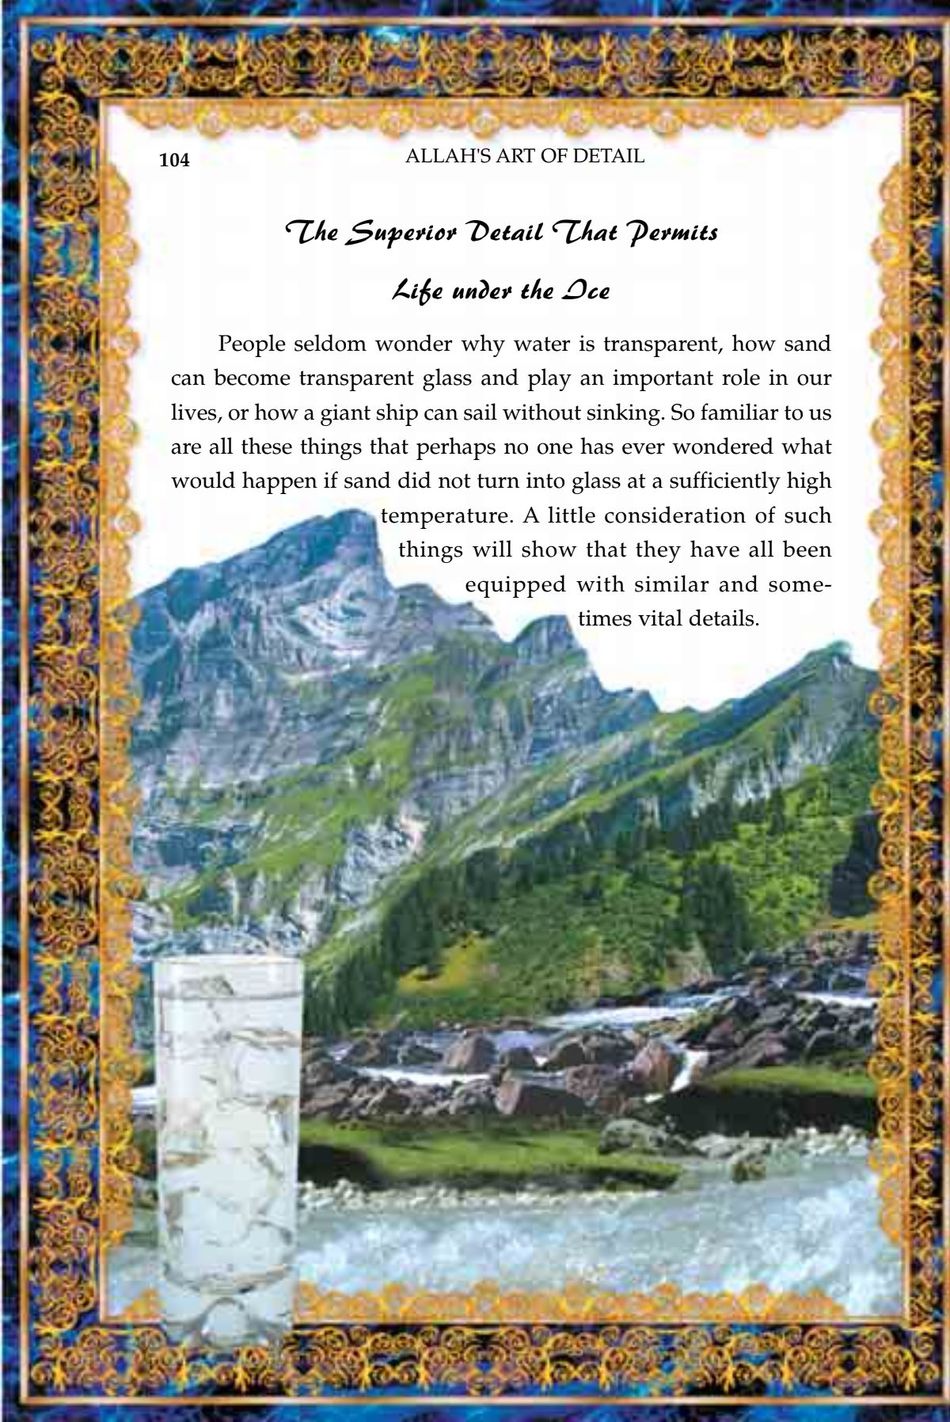 104
ALLAH'S ART OF DETAIL
The Superior Detail That Permits
Life under the Ice
People seldom wonder why water is transparent, how sand
can become transparent glass and play an important role in our
lives, or how a giant ship can sail without sinking. So familiar to us
are all these things that perhaps no one has ever wondered what
would happen if sand did not turn into glass at a sufficiently high
temperature. A little consideration of such
things will show that they have all been
equipped with similar and some-
times vital details.